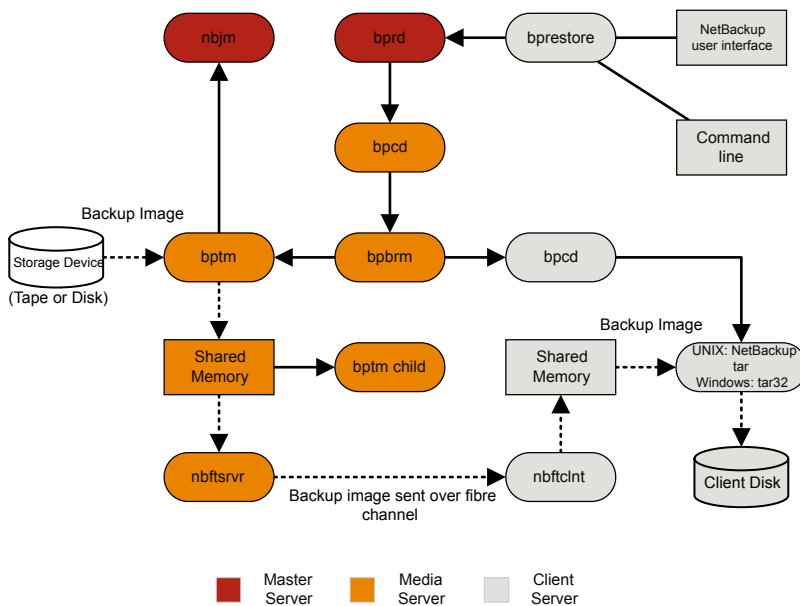 nbjm
bprd
bprestore
NetBackup
user interface
Command
line
bpcd
Backup Image
Storage Device
(Tape or Disk)
bptm
bpbrm
bpcd
Backup Image
Shared
Memory
bptm child
Shared
Memory
UNIX: NetBackup
tar
Windows: tar32
nbftsrvr
Backup image sent over fibre
channel
nbftclnt
Client Disk
Master
Server
Media
Server
Client
Server